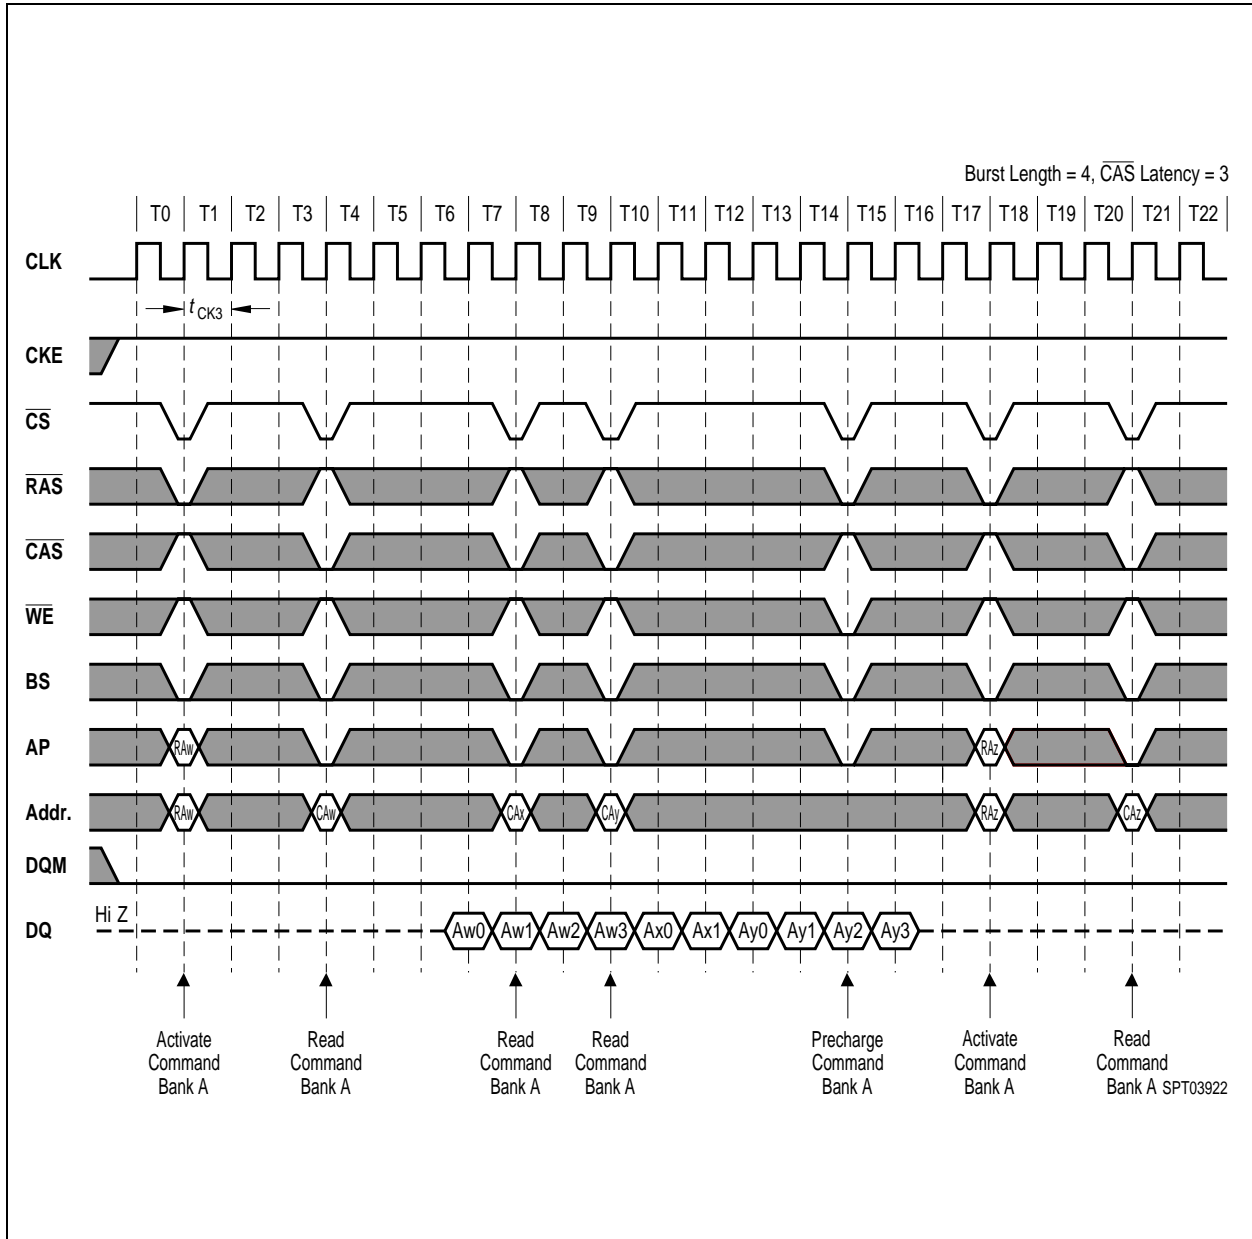 Burst Length = 4, CAS Latency = 3
T0 T1 T2 T3 T4 T5 T6 T7 T8 T9 T10 T11 T12 T13 T14 T15 T16 T17 T18 T19 T20 T21 T22
CLK
t CK3
CKE
CS
RAS
CAS
WE
BS
AP RAw RAz
Addr. RAw CAw CAx CAy RAz CAz
DQM
Hi Z
DQ Aw0 Aw1 Aw2 Aw3 Ax0 Ax1 Ay0 Ay1 Ay2 Ay3
Activate Command Bank A
Read Command Bank A
Read Command Bank A
Read Command Bank A
Precharge Command Bank A
Activate Command Bank A
Read Command Bank A
SPT03922